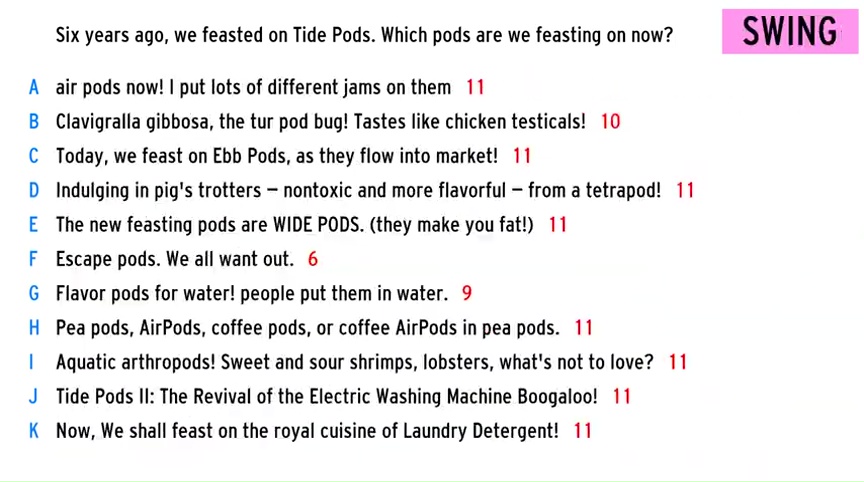 Six years ago, we feasted on Tide Pods. Which pods are we feasting on now?
SWING
A air pods now! I put lots of different jams on them 11
B Clavigralla gibbosa, the tur pod bug! Tastes like chicken testicals! 10
C Today, we feast on Ebb Pods, as they flow into market! 11
D Indulging in pig's trotters – nontoxic and more flavorful – from a tetrapod! 11
E The new feasting pods are WIDE PODS. (they make you fat!) 11
F Escape pods. We all want out. 6
G Flavor pods for water! people put them in water. 9
H Pea pods, AirPods, coffee pods, or coffee AirPods in pea pods. 11
I Aquatic arthropods! Sweet and sour shrimps, lobsters, what's not to love? 11
J Tide Pods II: The Revival of the Electric Washing Machine Boogaloo! 11
K Now, We shall feast on the royal cuisine of Laundry Detergent! 11